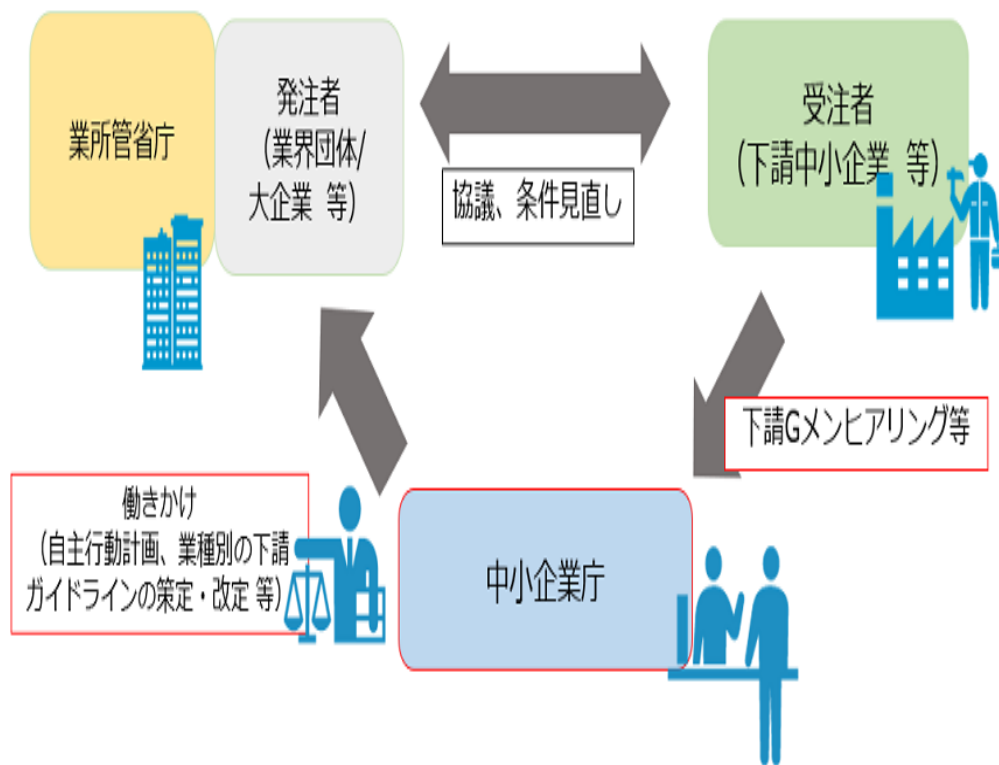 業所管省庁
発注者
（業界団体/
大企業 等）
協議、条件見直し
受注者
（下請中小企業 等）
下請Gメンヒアリング等
働きかけ
（自主行動計画、業種別の下請
ガイドラインの策定・改定 等）
中小企業庁